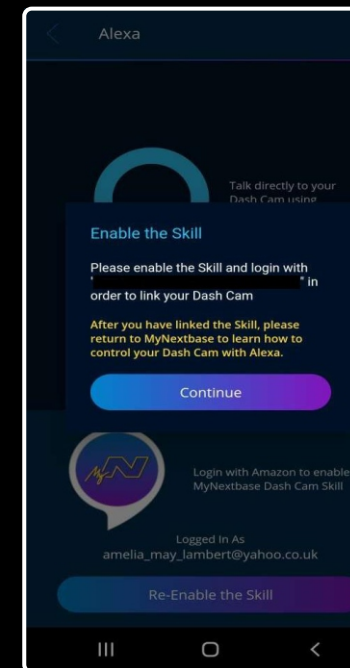 Alexa
Talk directly to your
Dash Cam using
Enable the Skill
Please enable the Skill and login with
" " in
order to link your Dash Cam
After you have linked the Skill, please
return to MyNextbase to learn how to
control your Dash Cam with Alexa.
Continue
MyN
Login with Amazon to enable
MyNextbase Dash Cam Skill
Logged In As
amelia_may_lambert@yahoo.co.uk
Re-Enable the Skill